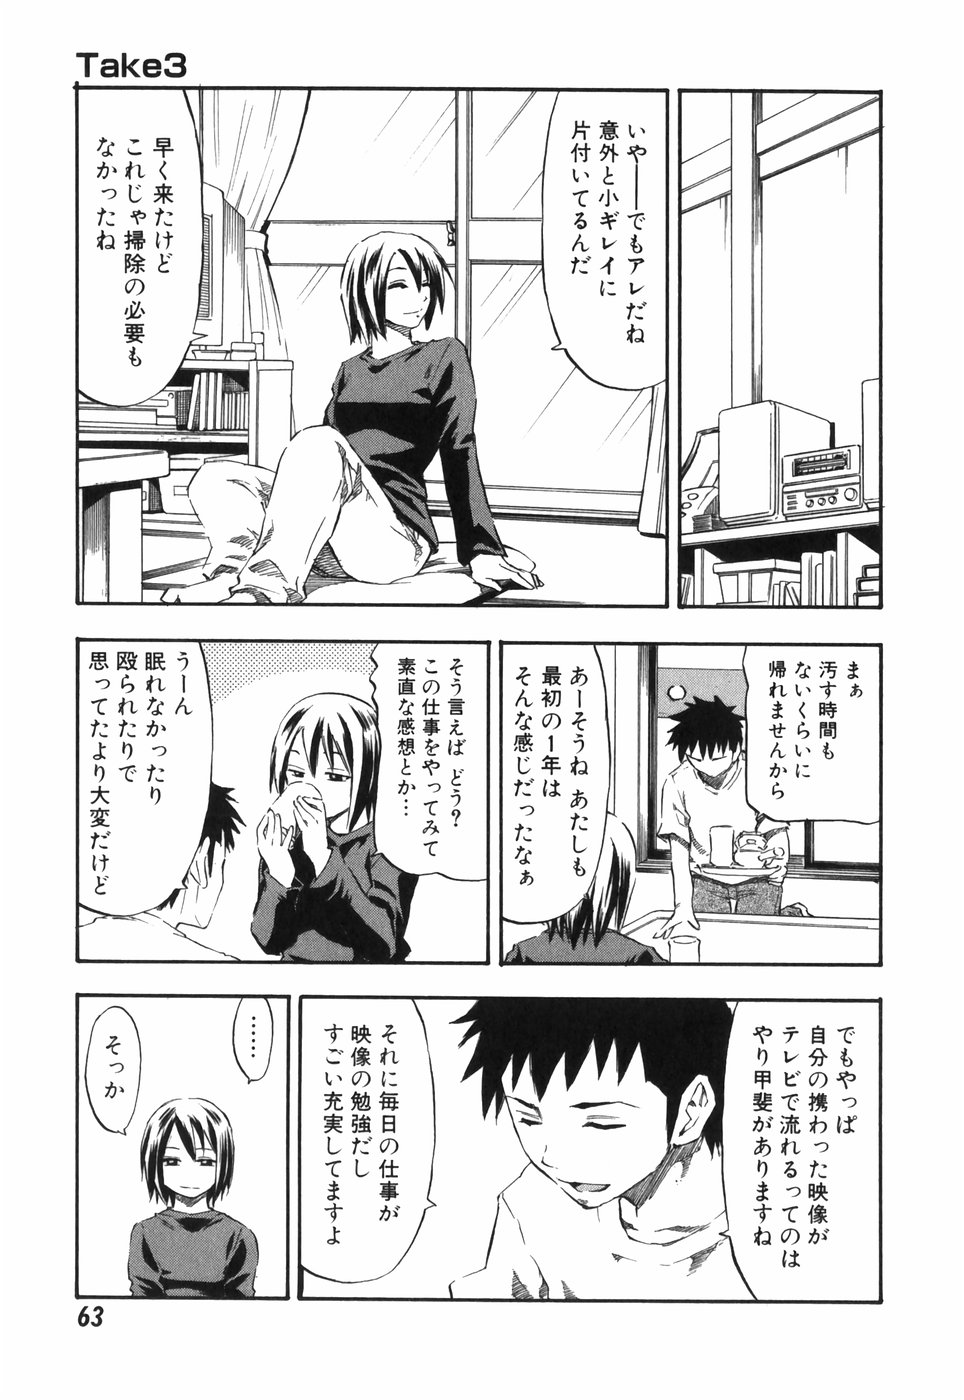 Take3
いや──でもアレだね
意外と小ギレイに
片付いてるんだ
早く来たけど
これじゃ掃除の必要も
なかったね
まぁ
汚す時間も
ないくらいに
帰れませんから
あーそうね あたしも
最初の1年は
そんな感じだったなぁ
そう言えば どう？
この仕事をやってみて
素直な感想とか…
うーん
眠れなかったり
殴られたりで
思ってたより大変だけど
でもやっぱ
自分の携わった映像が
テレビで流れるってのは
やり甲斐がありますね
それに毎日の仕事が
映像の勉強だし
すごい充実してますよ
……
そっか
63